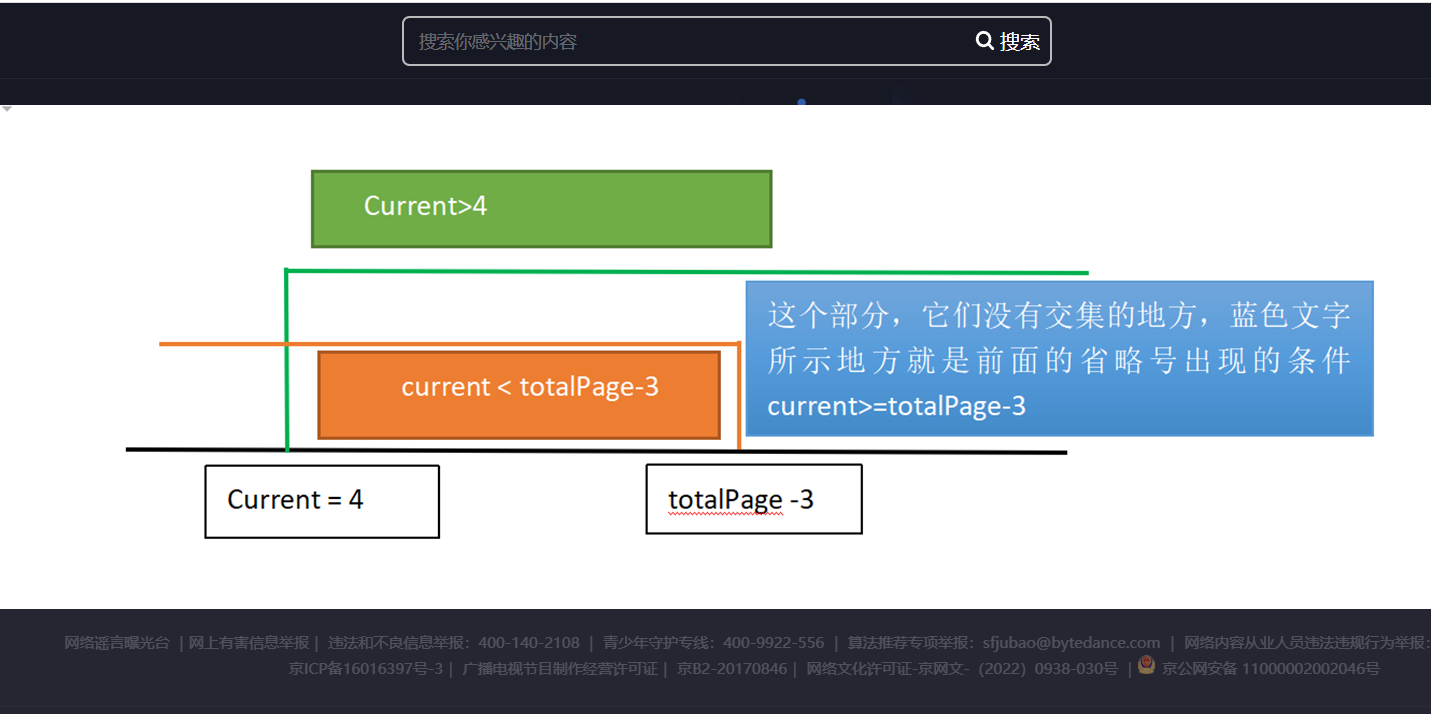 搜索你感兴趣的内容 搜索
Current>4
这个部分，它们没有交集的地方，蓝色文字
所示地方就是前面的省略号出现的条件
current>=totalPage-3
current < totalPage-3
Current = 4
totalPage -3
网络谣言曝光台 | 网上有害信息举报 | 违法和不良信息举报：400-140-2108 | 青少年守护专线：400-9922-556 | 算法推荐专项举报：sfjubao@bytedance.com | 网络内容从业人员违法违规行为举报：
京ICP备16016397号-3 | 广播电视节目制作经营许可证 | 京B2-20170846 | 网络文化许可证-京网文-（2022）0938-030号 | 京公网安备 11000002002046号